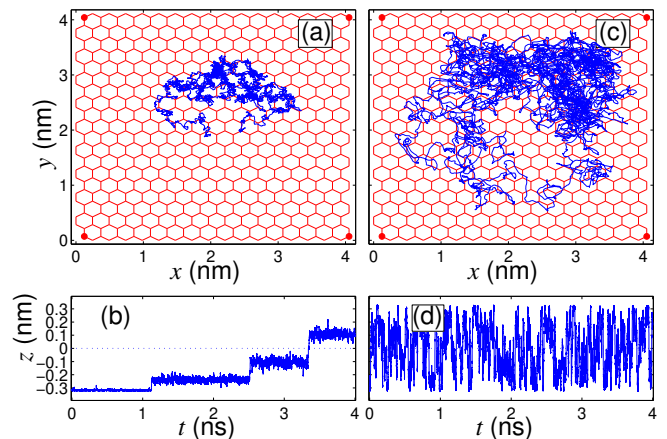 (a)
(c)
y (nm)
4
3
2
1
0
0 1 2 3 4
x (nm)
0 1 2 3 4
x (nm)
(b)
(d)
z (nm)
0.3
0.2
0.1
0
−0.1
−0.2
−0.3
0 1 2 3 4
t (ns)
0 1 2 3 4
t (ns)